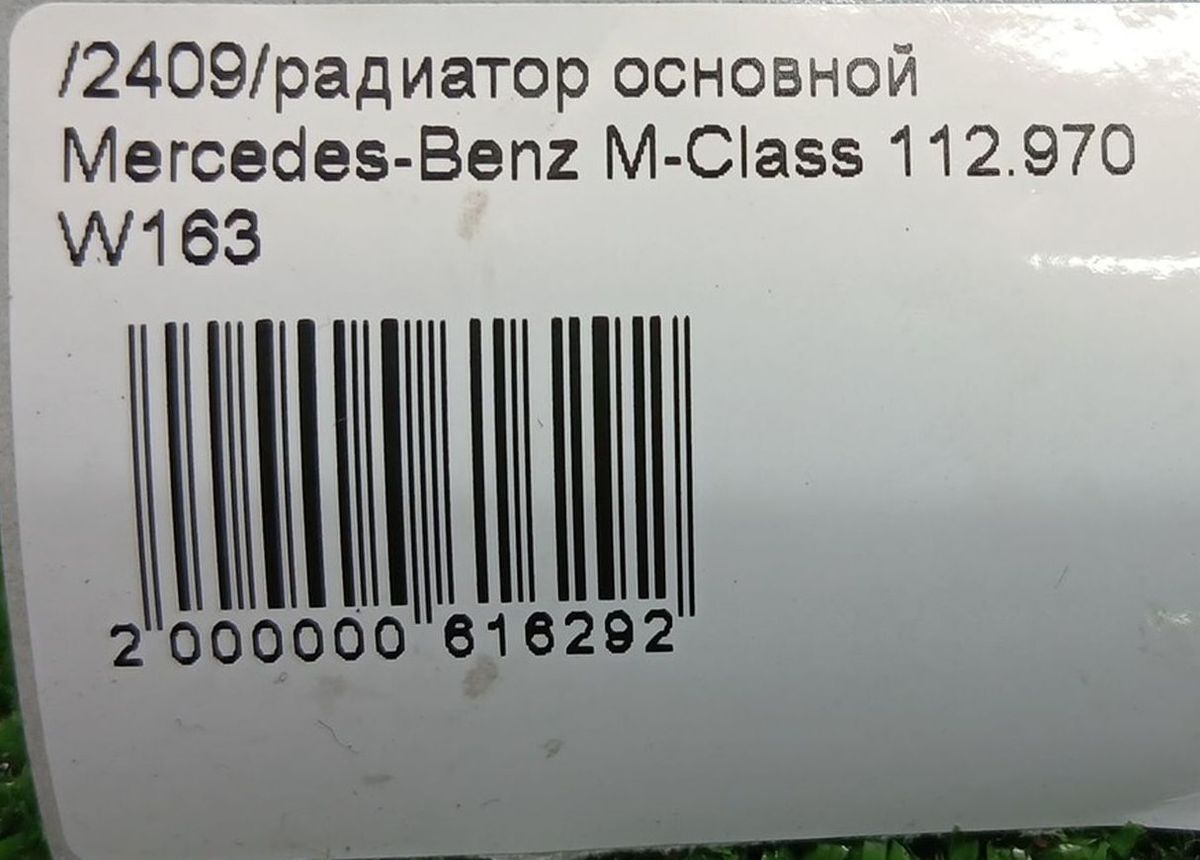 /2409/радиатор основной
Mercedes-Benz M-Class 112.970
W163
2 000000 616292